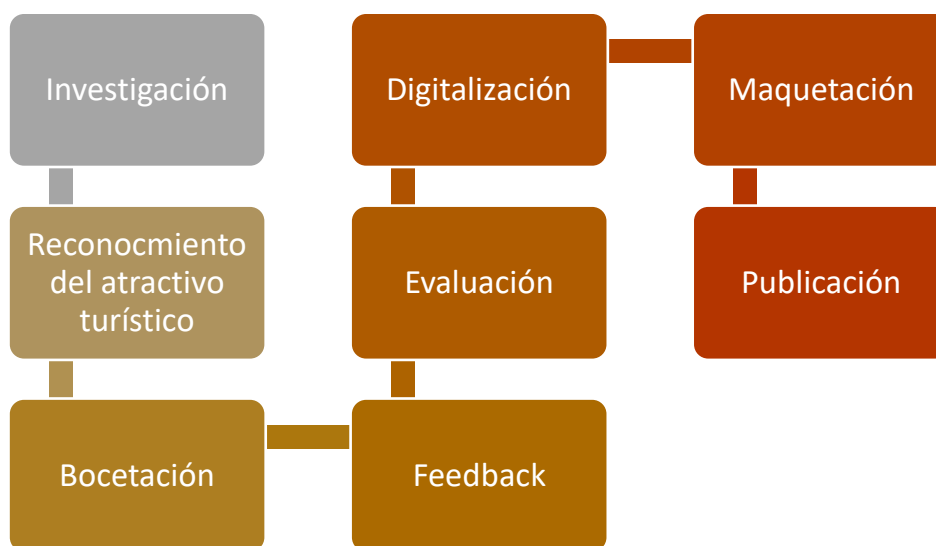 Investigación
Reconocmiento
del atractivo
turístico
Bocetación
Feedback
Evaluación
Digitalización
Maquetación
Publicación